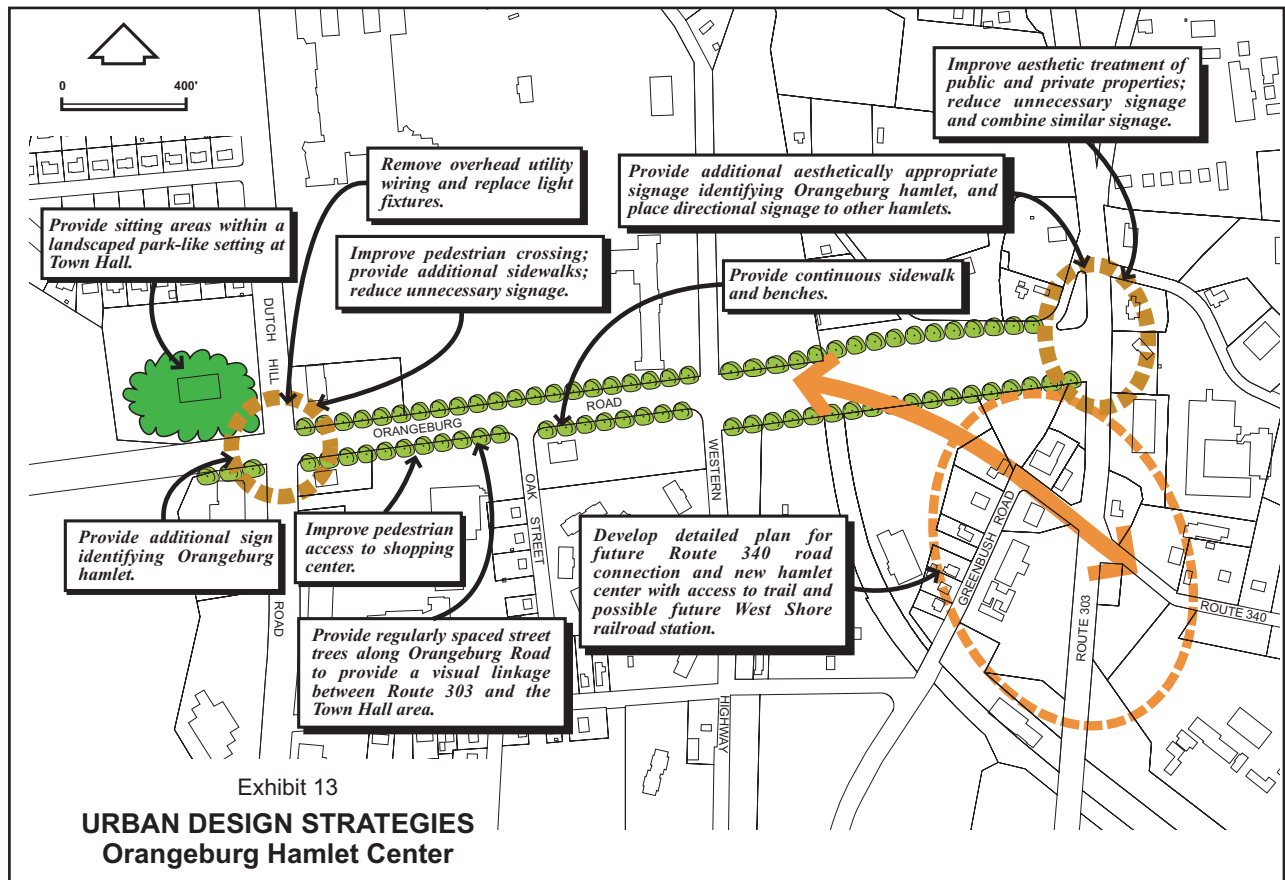 0
400'
Improve aesthetic treatment of
public and private properties;
reduce unnecessary signage
and combine similar signage.
Remove overhead utility
wiring and replace light
fixtures.
Provide additional aesthetically appropriate
signage identifying Orangeburg hamlet, and
place directional signage to other hamlets.
Provide sitting areas within a
landscaped park-like setting at
Town Hall.
Improve pedestrian crossing;
provide additional sidewalks;
reduce unnecessary signage.
Provide continuous sidewalk
and benches.
DUTCH
HILL
ROAD
ORANGEBURG
ROAD
WESTERN
HIGHWAY
OAK
STREET
GREENBUSH ROAD
ROUTE 303
ROUTE 340
Provide additional sign
identifying Orangeburg
hamlet.
Improve pedestrian
access to shopping
center.
Develop detailed plan for
future Route 340 road
connection and new hamlet
center with access to trail and
possible future West Shore
railroad station.
Provide regularly spaced street
trees along Orangeburg Road
to provide a visual linkage
between Route 303 and the
Town Hall area.
Exhibit 13
URBAN DESIGN STRATEGIES
Orangeburg Hamlet Center